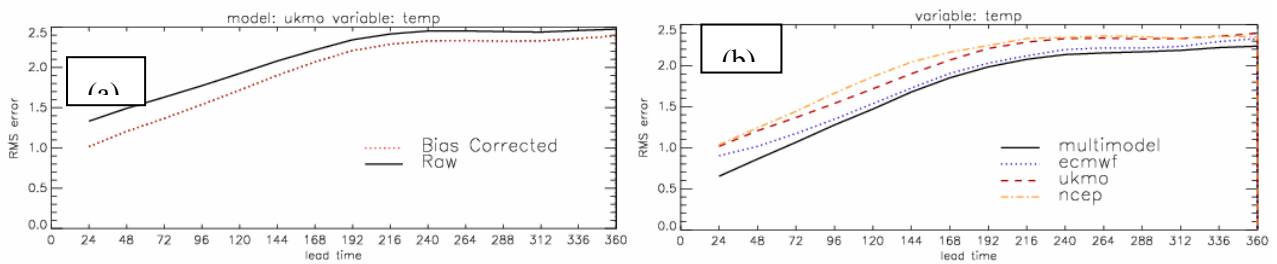 model: ukmo variable: temp
(a)
RMS error
2.5
2.0
1.5
1.0
0.5
0.0
Bias Corrected
Raw
0 24 48 72 96 120 144 168 192 216 240 264 288 312 336 360
lead time
variable: temp
(b)
RMS error
2.5
2.0
1.5
1.0
0.5
0.0
multimodel
ecmwf
ukmo
ncep
0 24 48 72 96 120 144 168 192 216 240 264 288 312 336 360
lead time